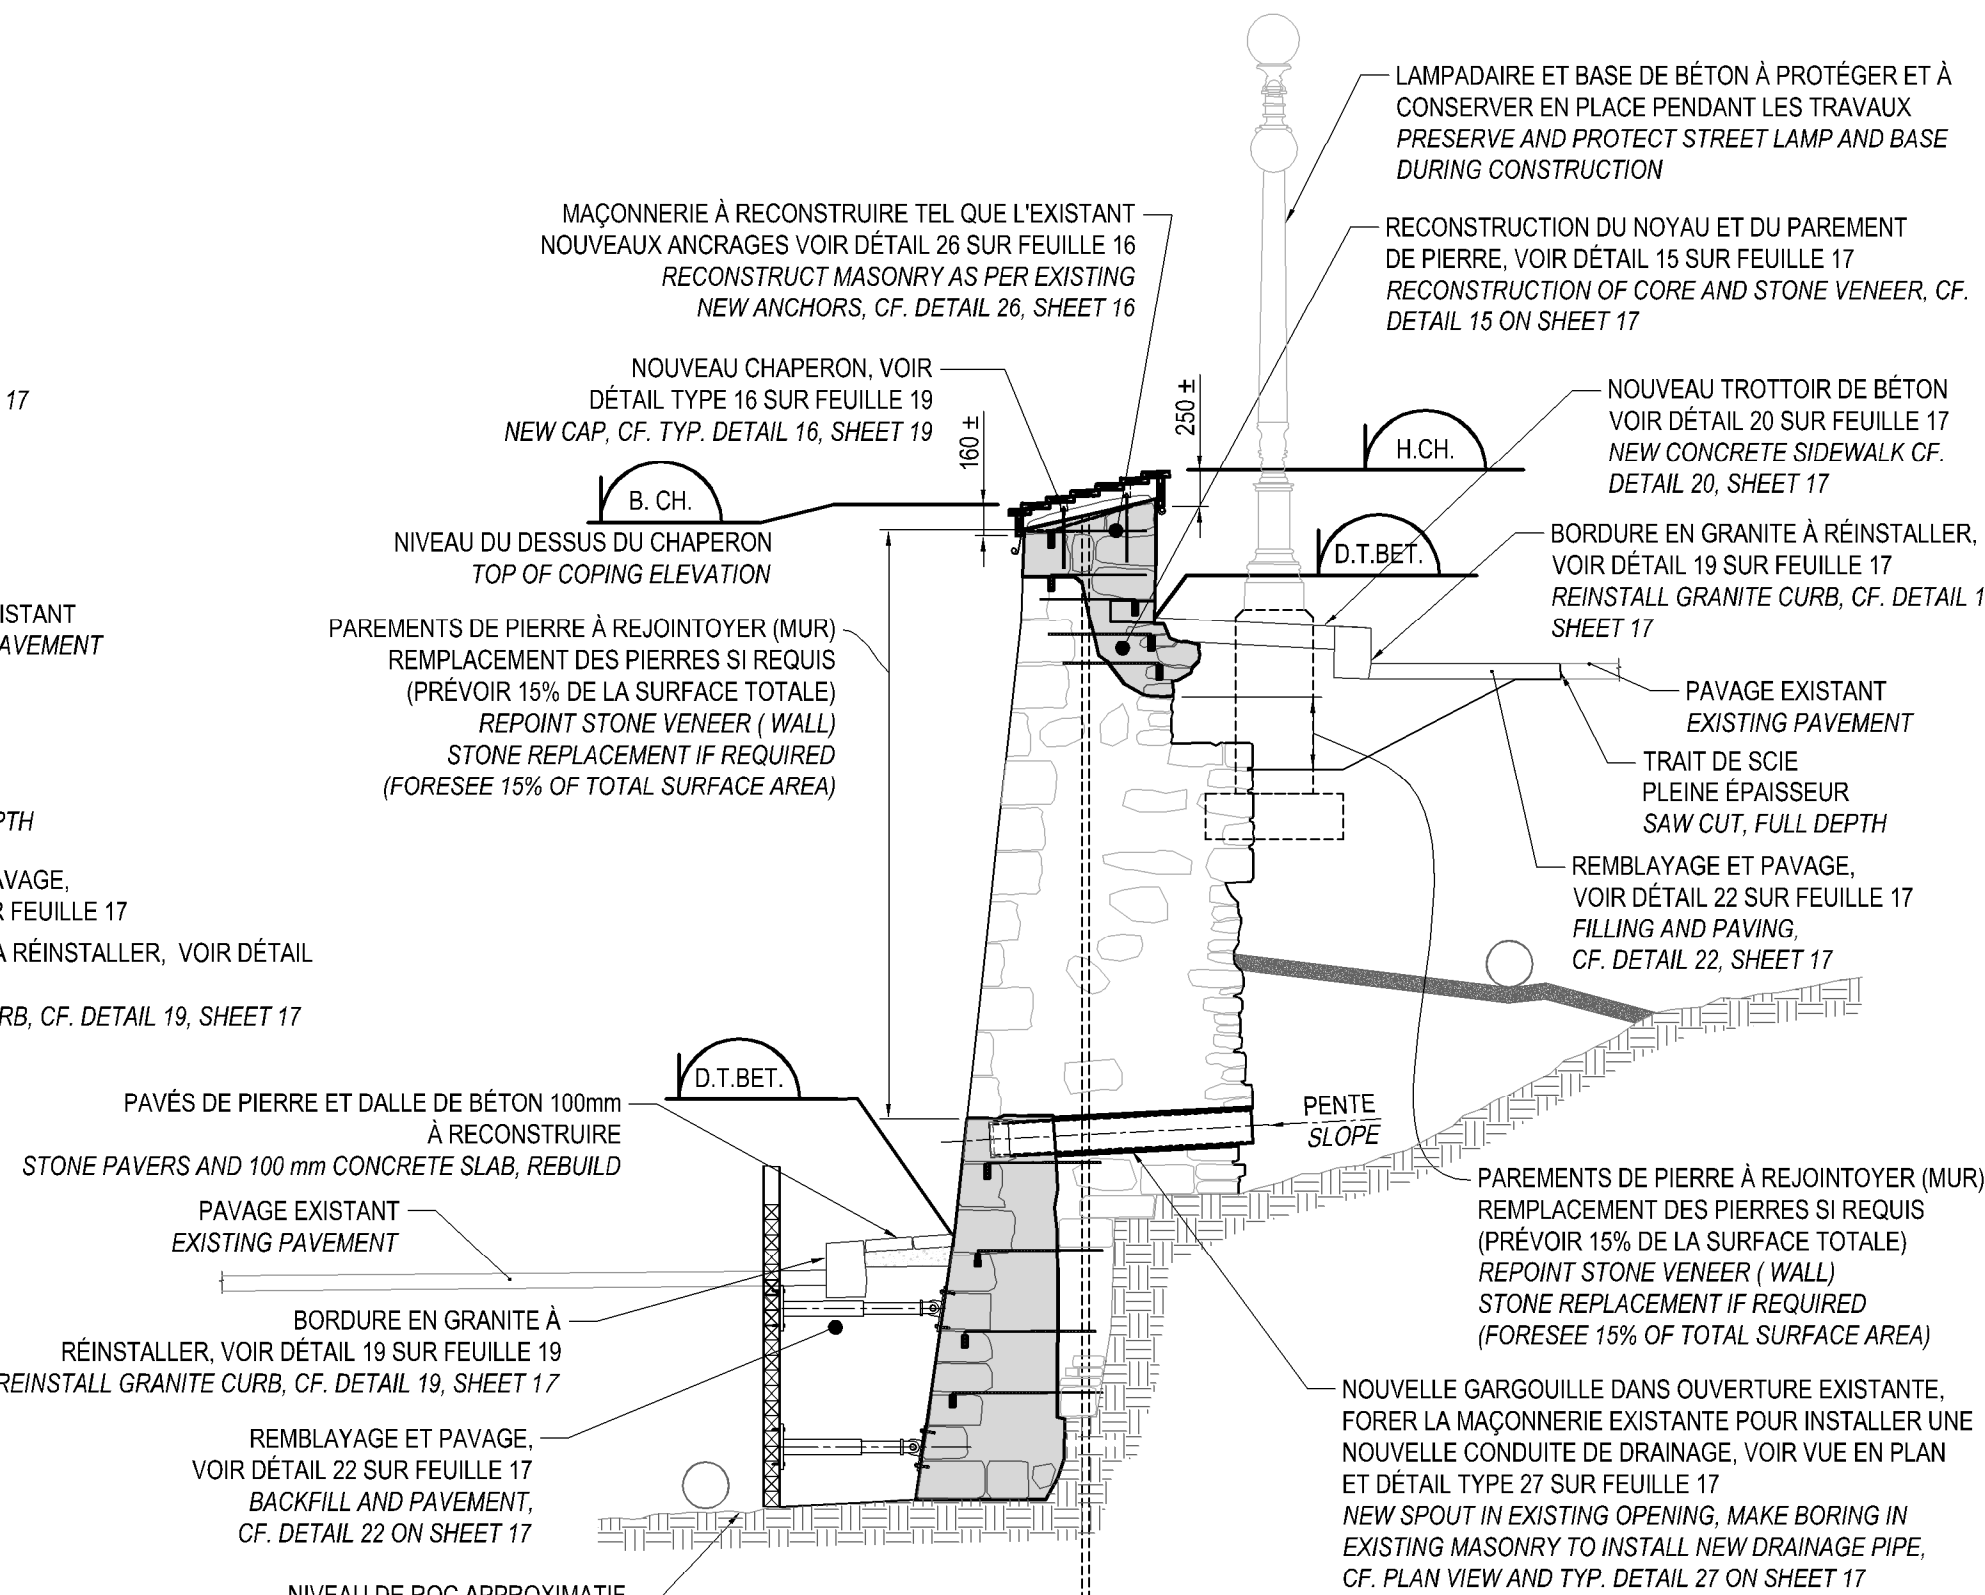 LAMPADAIRE ET BASE DE BÉTON À PROTÉGER ET À
CONSERVER EN PLACE PENDANT LES TRAVAUX
PRESERVE AND PROTECT STREET LAMP AND BASE
DURING CONSTRUCTION
MAÇONNERIE À RECONSTRUIRE TEL QUE L'EXISTANT
NOUVEAUX ANCRAGES VOIR DÉTAIL 26 SUR FEUILLE 16
RECONSTRUCT MASONRY AS PER EXISTING
NEW ANCHORS, CF. DETAIL 26, SHEET 16
RECONSTRUCTION DU NOYAU ET DU PAREMENT
DE PIERRE, VOIR DÉTAIL 15 SUR FEUILLE 17
RECONSTRUCTION OF CORE AND STONE VENEER, CF.
DETAIL 15 ON SHEET 17
NOUVEAU CHAPERON, VOIR
DÉTAIL TYPE 16 SUR FEUILLE 19
NEW CAP, CF. TYP. DETAIL 16, SHEET 19
17
160 ±
250 ±
H.CH.
NOUVEAU TROTTOIR DE BÉTON
VOIR DÉTAIL 20 SUR FEUILLE 17
NEW CONCRETE SIDEWALK CF.
DETAIL 20, SHEET 17
B. CH.
NIVEAU DU DESSUS DU CHAPERON
TOP OF COPING ELEVATION
D.T.BET.
BORDURE EN GRANITE À RÉINSTALLER,
VOIR DÉTAIL 19 SUR FEUILLE 17
REINSTALL GRANITE CURB, CF. DETAIL 1
SHEET 17
ISTANT
AVEMENT
PAREMENTS DE PIERRE À REJOINTOYER (MUR)
REMPLACEMENT DES PIERRES SI REQUIS
(PRÉVOIR 15% DE LA SURFACE TOTALE)
REPOINT STONE VENEER ( WALL)
STONE REPLACEMENT IF REQUIRED
(FORESEE 15% OF TOTAL SURFACE AREA)
PAVAGE EXISTANT
EXISTING PAVEMENT
TRAIT DE SCIE
PLEINE ÉPAISSEUR
SAW CUT, FULL DEPTH
PTH
AVAGE,
R FEUILLE 17
REMBLAYAGE ET PAVAGE,
VOIR DÉTAIL 22 SUR FEUILLE 17
FILLING AND PAVING,
CF. DETAIL 22, SHEET 17
A RÉINSTALLER, VOIR DÉTAIL
RB, CF. DETAIL 19, SHEET 17
D.T.BET.
PAVÉS DE PIERRE ET DALLE DE BÉTON 100mm
À RECONSTRUIRE
STONE PAVERS AND 100 mm CONCRETE SLAB, REBUILD
PENTE
SLOPE
PAVAGE EXISTANT
EXISTING PAVEMENT
PAREMENTS DE PIERRE À REJOINTOYER (MUR)
REMPLACEMENT DES PIERRES SI REQUIS
(PRÉVOIR 15% DE LA SURFACE TOTALE)
REPOINT STONE VENEER ( WALL)
STONE REPLACEMENT IF REQUIRED
(FORESEE 15% OF TOTAL SURFACE AREA)
BORDURE EN GRANITE À
RÉINSTALLER, VOIR DÉTAIL 19 SUR FEUILLE 19
REINSTALL GRANITE CURB, CF. DETAIL 19, SHEET 17
REMBLAYAGE ET PAVAGE,
VOIR DÉTAIL 22 SUR FEUILLE 17
BACKFILL AND PAVEMENT,
CF. DETAIL 22 ON SHEET 17
NOUVELLE GARGOUILLE DANS OUVERTURE EXISTANTE,
FORER LA MAÇONNERIE EXISTANTE POUR INSTALLER UNE
NOUVELLE CONDUITE DE DRAINAGE, VOIR VUE EN PLAN
ET DÉTAIL TYPE 27 SUR FEUILLE 17
NEW SPOUT IN EXISTING OPENING, MAKE BORING IN
EXISTING MASONRY TO INSTALL NEW DRAINAGE PIPE,
CF. PLAN VIEW AND TYP. DETAIL 27 ON SHEET 17
NIVEAU DE ROC APPROXIMATIF